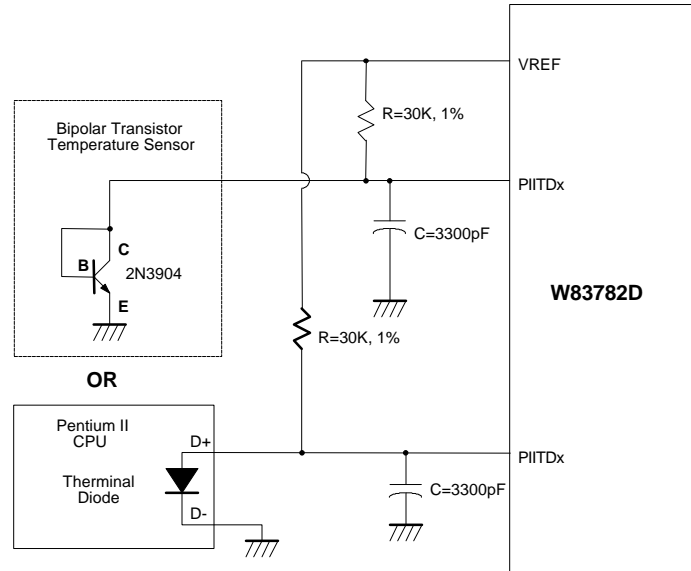 VREF
R=30K, 1%
Bipolar Transistor
Temperature Sensor
PIITDx
C
C=3300pF
B
2N3904
W83782D
E
R=30K, 1%
OR
Pentium II
CPU
D+
PIITDx
Therminal
Diode
C=3300pF
D-